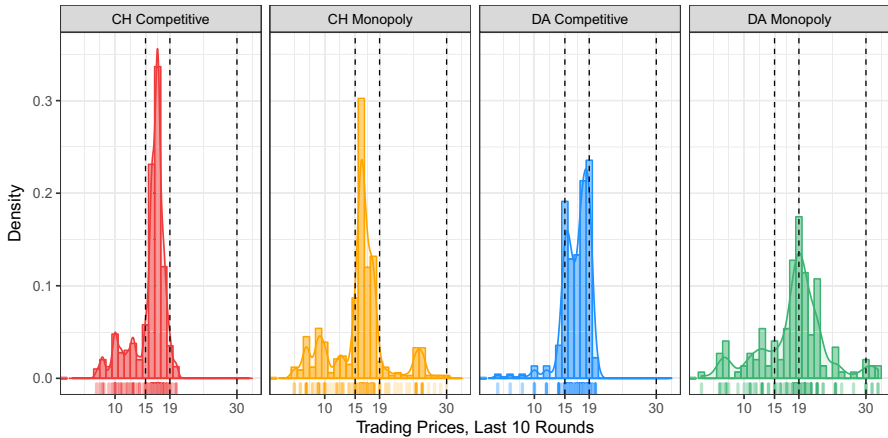 CH Competitive
CH Monopoly
DA Competitive
DA Monopoly
Density
0.3
0.2
0.1
0.0
10 15 19 30
10 15 19 30
10 15 19 30
10 15 19 30
Trading Prices, Last 10 Rounds